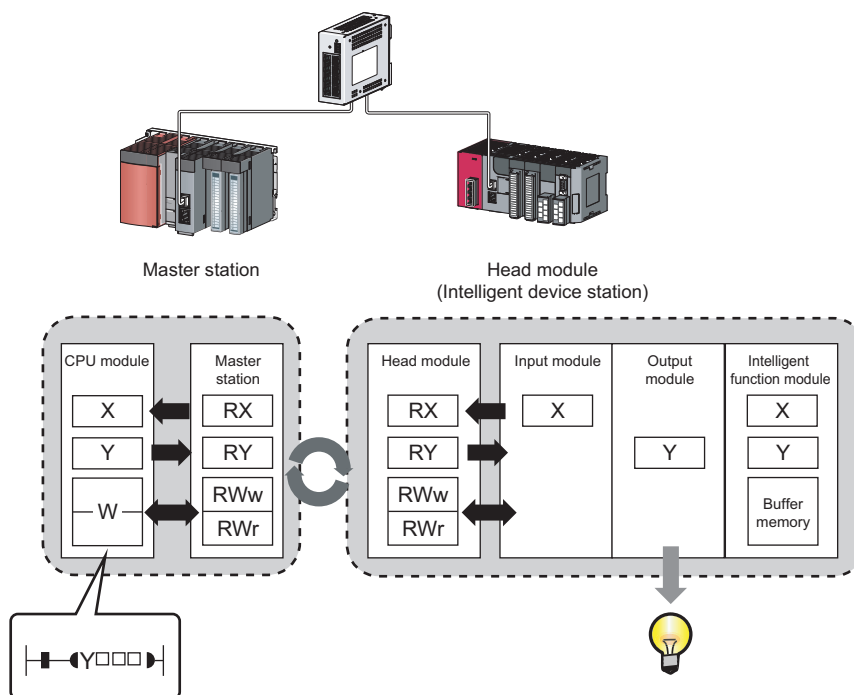 Master station
Head module
(Intelligent device station)
CPU module
X
Y
W
Master
station
RX
RY
RWw
RWr
Head module
RX
RY
RWw
RWr
Input module
X
Output
module
Y
Intelligent
function module
X
Y
Buffer
memory
Y□□□